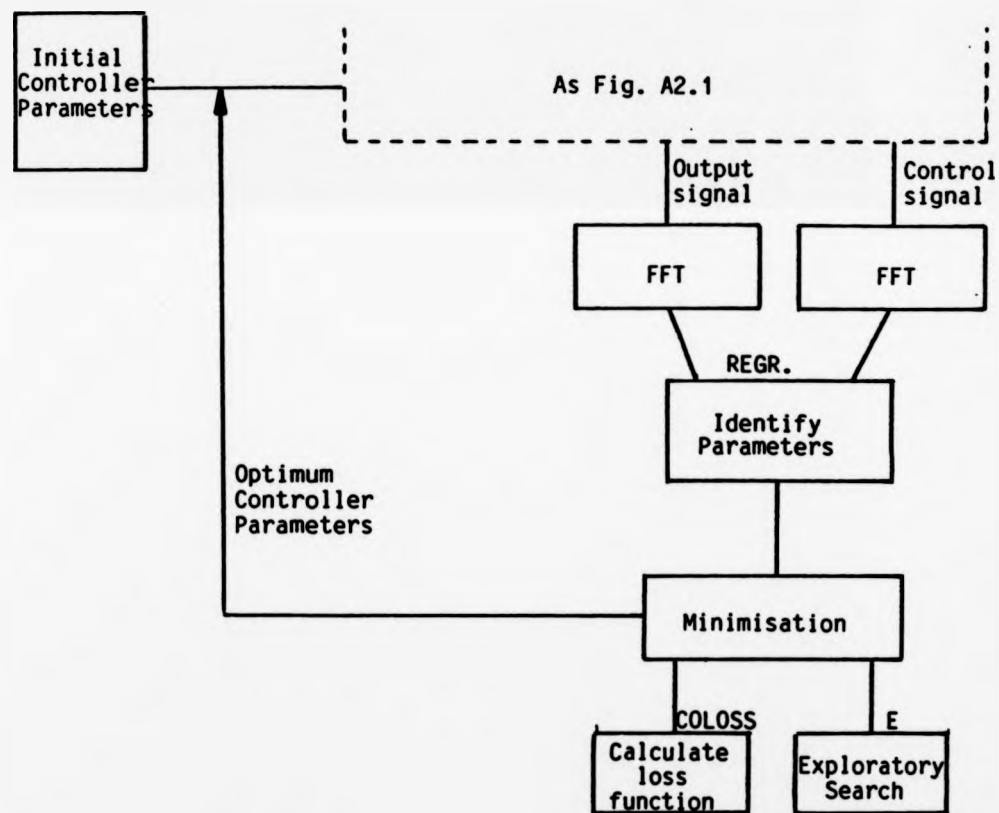 Initial
Controller
Parameters
As Fig. A2.1
Output
signal
Control
signal
FFT
FFT
REGR.
Identify
Parameters
Optimum
Controller
Parameters
Minimisation
COLOSS
E
Calculate
loss
function
Exploratory
Search